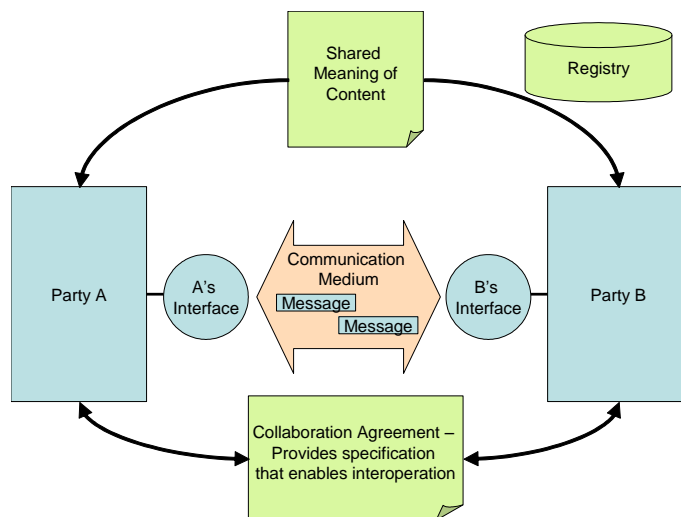 Shared
Meaning of
Content
Registry
Party A
A's
Interface
Communication
Medium
Message
Message
B's
Interface
Party B
Collaboration Agreement –
Provides specification
that enables interoperation